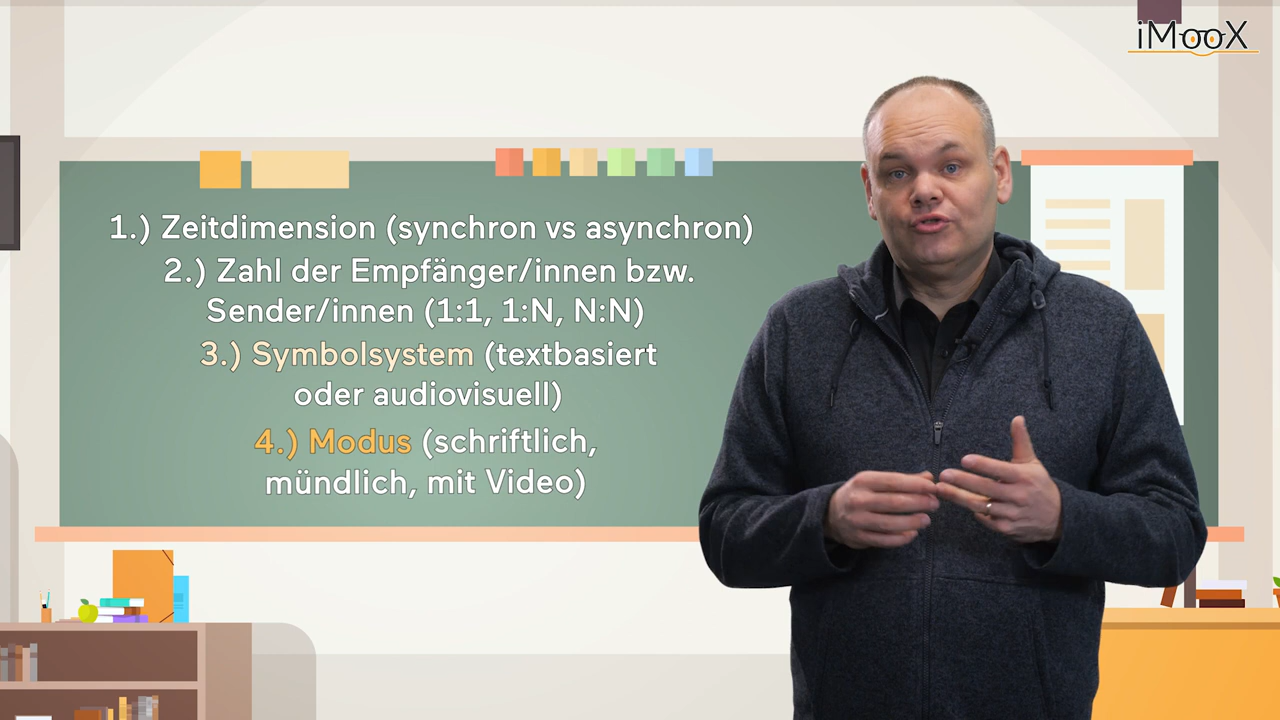 iMooX
1.) Zeitdimension (synchron vs asynchron)
2.) Zahl der Empfänger/innen bzw.
Sender/innen (1:1, 1:N, N:N)
3.) Symbolsystem (textbasiert
oder audiovisuell)
4.) Modus (schriftlich,
mündlich, mit Video)